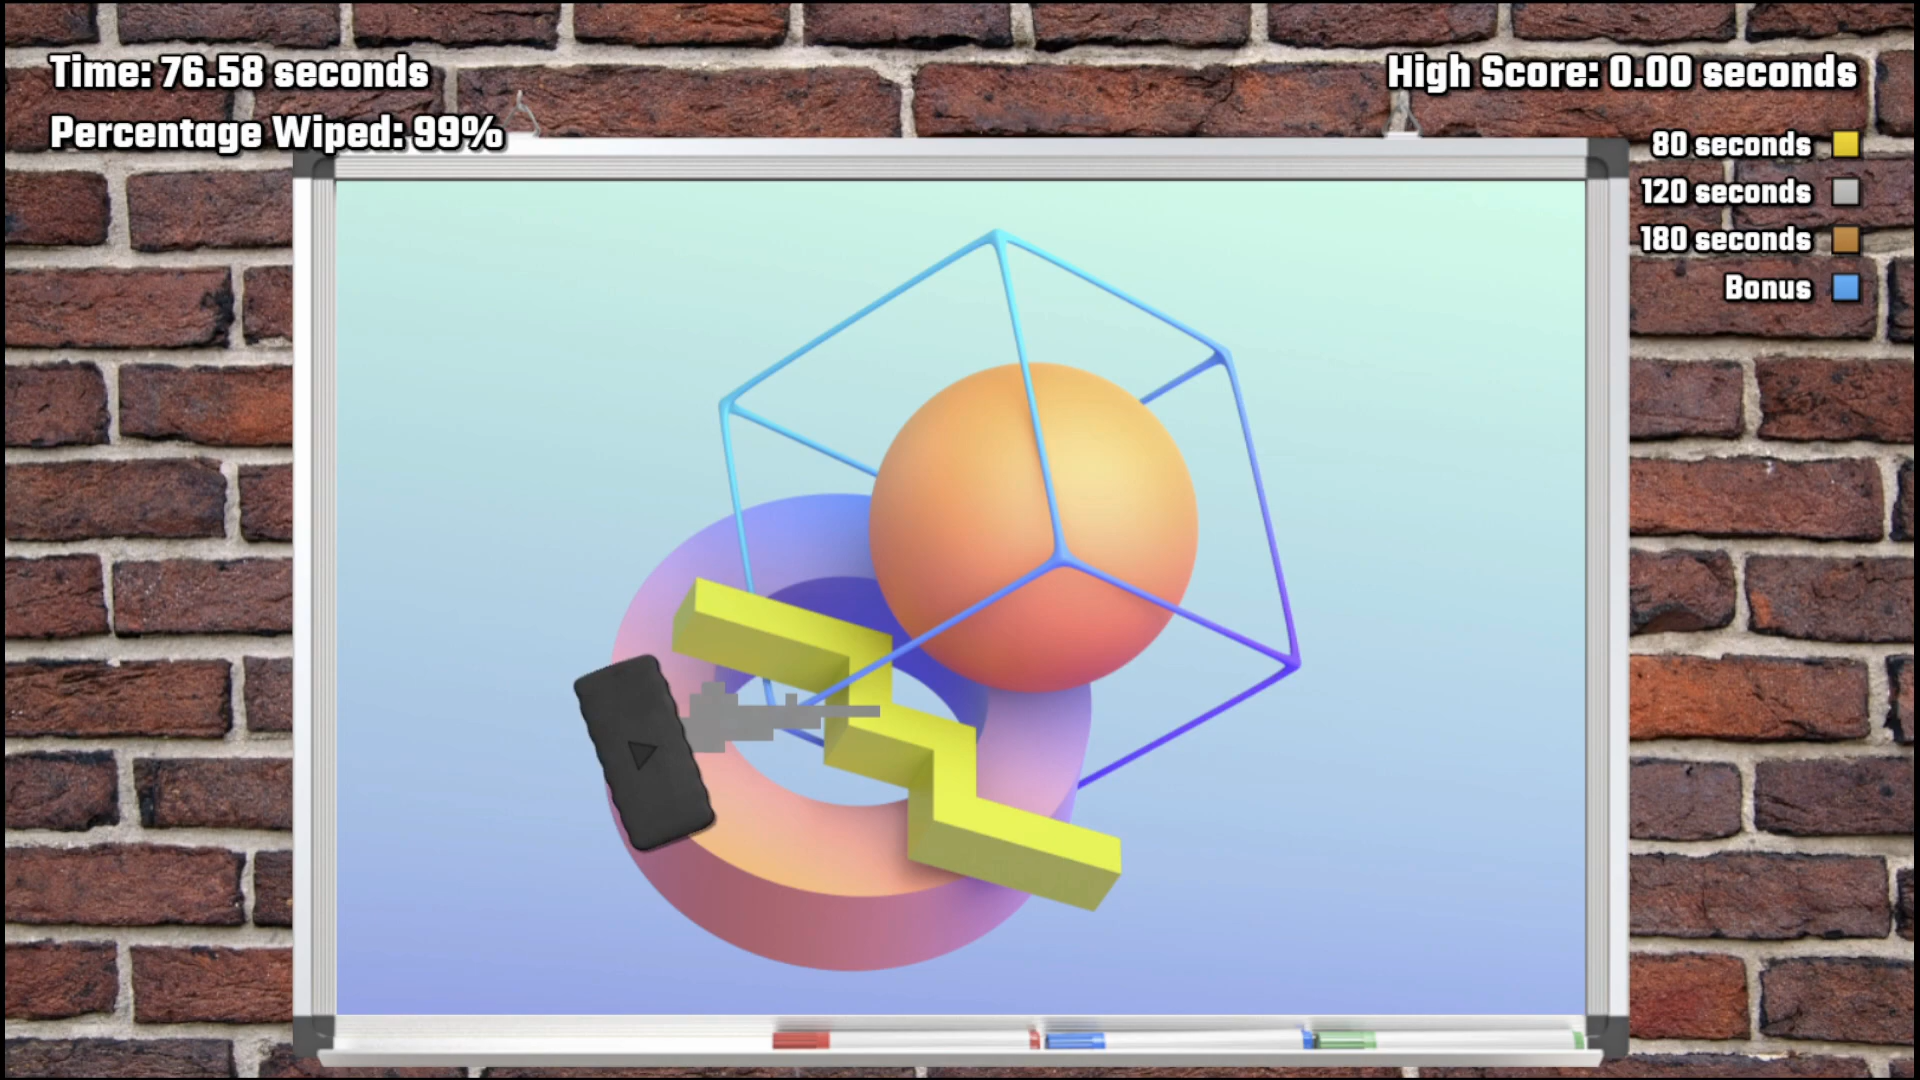 Time: 76.58 seconds
Percentage Wiped: 99%
High Score: 0.00 seconds
80 seconds
120 seconds
180 seconds
Bonus